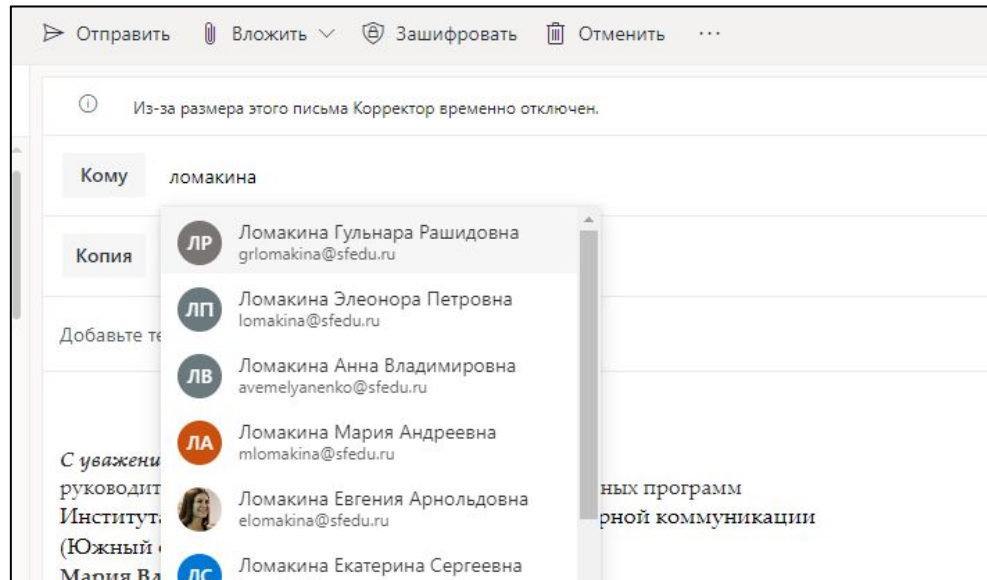 Отправить Вложить Зашифровать Отменить ...
Из-за размера этого письма Корректор временно отключен.
Кому ломакина
ЛР Ломакина Гульнара Рашидовна
grlomakina@sfedu.ru
Копия
ЛП Ломакина Элеонора Петровна
lomakina@sfedu.ru
Добавьте
ЛВ Ломакина Анна Владимировна
avemelyanenko@sfedu.ru
ЛА Ломакина Мария Андреевна
mlomakina@sfedu.ru
С уважени
руководит ных программ
Ломакина Евгения Арнольдовна
elomakina@sfedu.ru
Института рной коммуникации
(Южный
ЛС Ломакина Екатерина Сергеевна
Мария Вл